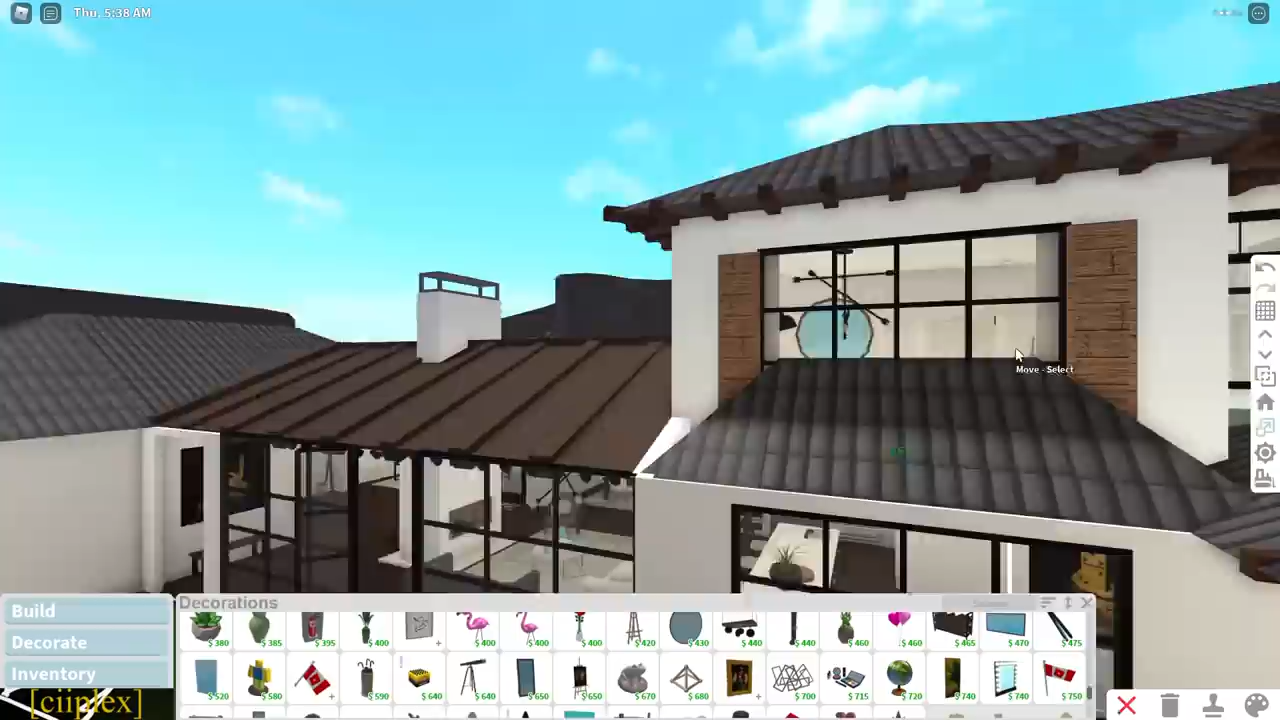 Thu, 5:38 AM
Move - Select
Build
Decorate
Inventory
Decorations
$ 380 $ 385 $ 395 $ 400 $ 400 $ 400 $ 400 $ 420 $ 430 $ 440 $ 440 $ 460 $ 460 $ 465 $ 470 $ 475
$ 520 $ 580 $ 590 $ 640 $ 640 $ 650 $ 650 $ 670 $ 680 $ 700 $ 715 $ 720 $ 740 $ 740 $ 750
[ciiplex]